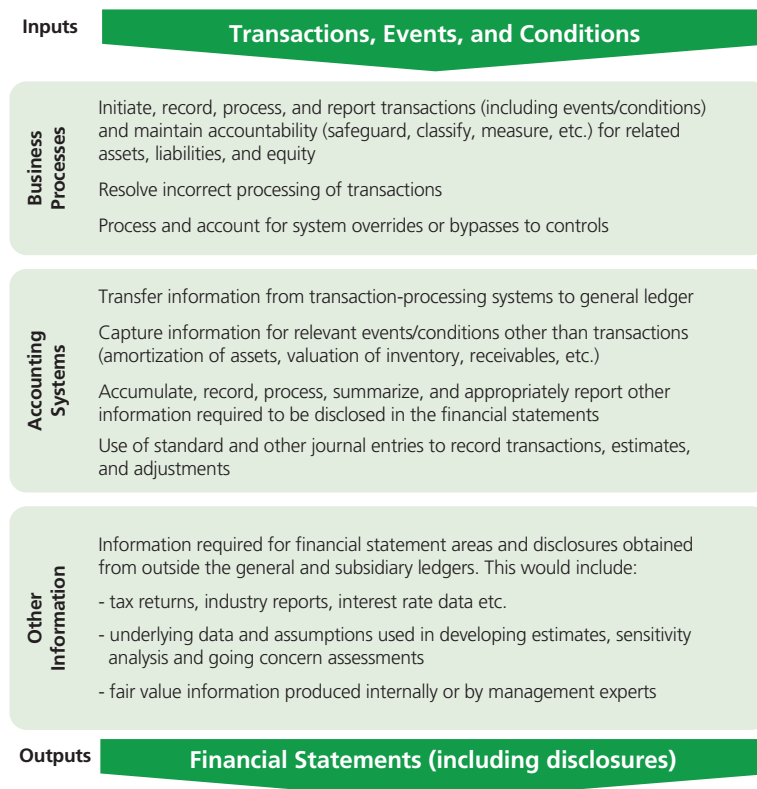 Inputs
Transactions, Events, and Conditions
Business
Processes
Initiate, record, process, and report transactions (including events/conditions)
and maintain accountability (safeguard, classify, measure, etc.) for related
assets, liabilities, and equity
Resolve incorrect processing of transactions
Process and account for system overrides or bypasses to controls
Accounting
Systems
Transfer information from transaction-processing systems to general ledger
Capture information for relevant events/conditions other than transactions
(amortization of assets, valuation of inventory, receivables, etc.)
Accumulate, record, process, summarize, and appropriately report other
information required to be disclosed in the financial statements
Use of standard and other journal entries to record transactions, estimates,
and adjustments
Other
Information
Information required for financial statement areas and disclosures obtained
from outside the general and subsidiary ledgers. This would include:
- tax returns, industry reports, interest rate data etc.
- underlying data and assumptions used in developing estimates, sensitivity
analysis and going concern assessments
- fair value information produced internally or by management experts
Outputs
Financial Statements (including disclosures)